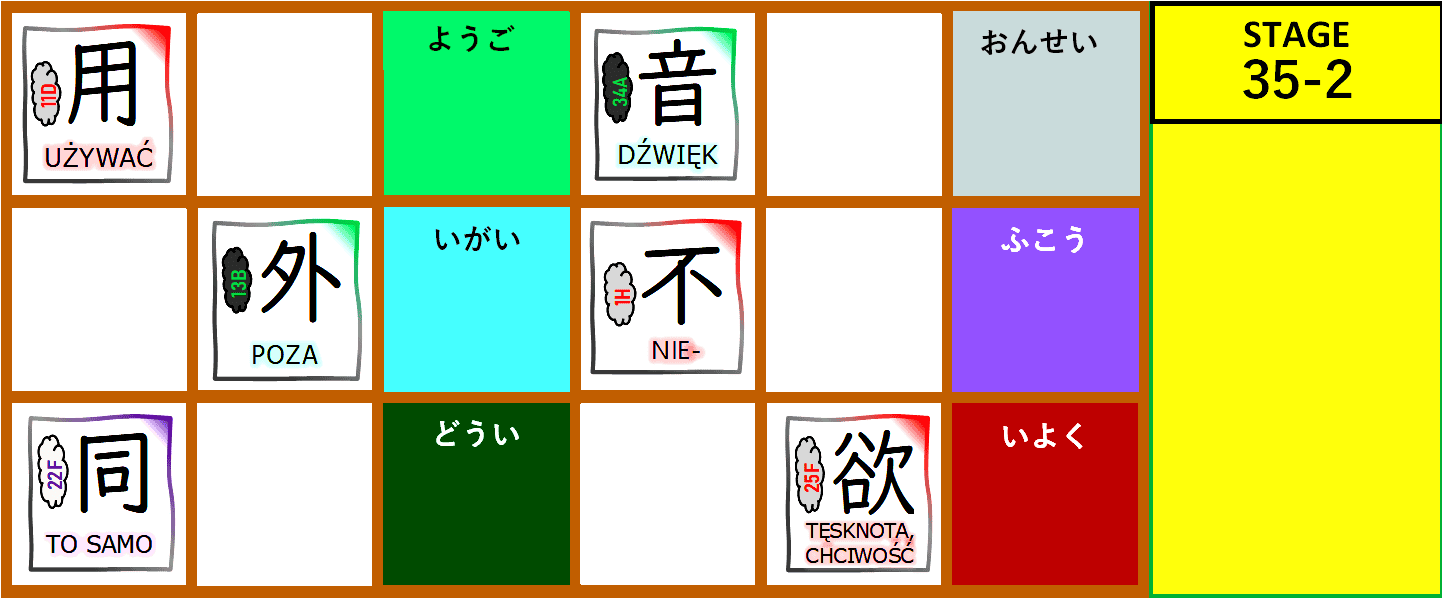 用
11D
UŻYWAĆ
ようご
音
34A
DŹWIĘK
おんせい
STAGE
35-2
外
13B
POZA
いがい
不
1H
NIE-
ふこう
同
22F
TO SAMO
どうい
欲
25F
TĘSKNOTA,
CHCIWOŚĆ
いよく